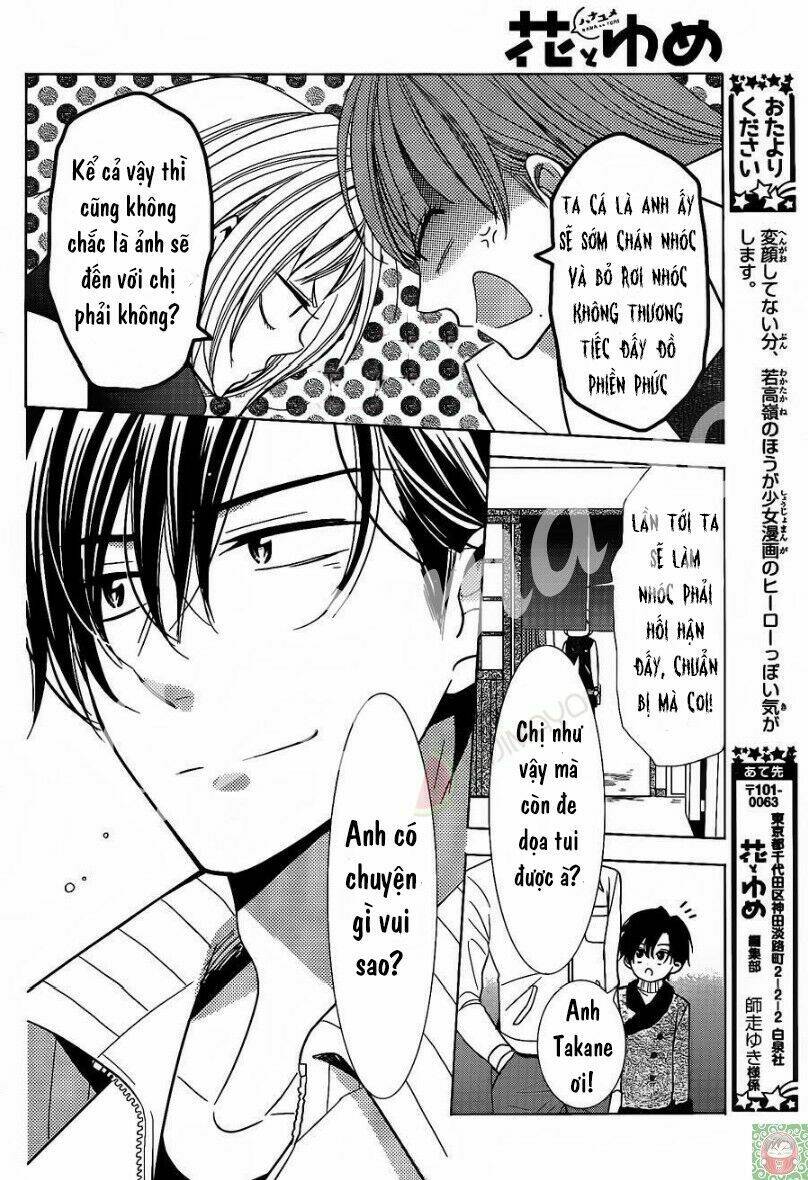 花とゆめ
ハナユメ
おたより
ください
変顔してない分、若高嶺のほうが少女漫画のヒーローっぽい気が
します。
TA CÁ LÀ ANH ẤY
SẼ SỚM CHÁN NHÓC
VÀ BỎ RƠI NHÓC
KHÔNG THƯƠNG
TIẾC ĐẤY ĐỒ
PHIỀN PHỨC
Kể cả vậy thì
cũng không
chắc là ảnh sẽ
đến với chị
phải không?
LẦN TỚI TA
SẼ LÀM
NHÓC PHẢI
HỐI HẬN
ĐẤY, CHUẨN
BỊ MÀ COI!
Chị như
vậy mà
còn đe
dọa tui
được à?
Anh
Takane
ơi!
Anh có
chuyện
gì vui
sao?
あて先
〒101-
0063
東京都千代田区神田淡路町2-2-2 白泉社
花とゆめ 編集部 師走ゆき様係